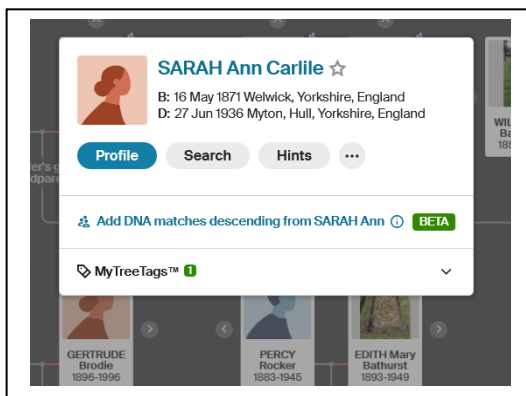 SARAH Ann Carlile
B: 16 May 1871 Welwick, Yorkshire, England
D: 27 Jun 1936 Myton, Hull, Yorkshire, England
Profile
Search
Hints
Add DNA matches descending from SARAH Ann
BETA
MyTreeTags™ 1
GERTRUDE
Brodie
1896-1996
PERCY
Rocker
1883-1945
EDITH Mary
Bathurst
1893-1949